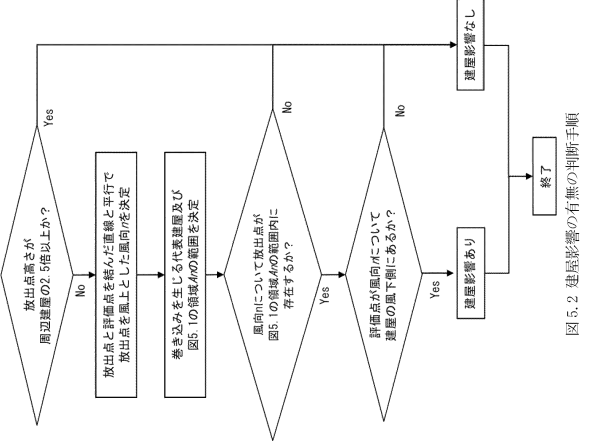 放出点高さが
周辺建屋の2.5倍以上か？
Yes
No
放出点と評価点を結んだ直線と平行で
放出点を風上とした風向nを決定
巻き込みを生じる代表建屋及び
図5.1の領域Anの範囲を決定
風向nについて放出点が
図5.1の領域Anの範囲内に
存在するか？
No
Yes
評価点が風向nについて
建屋の風下側にあるか？
No
Yes
建屋影響あり
建屋影響なし
終了
図5.2 建屋影響の有無の判断手順